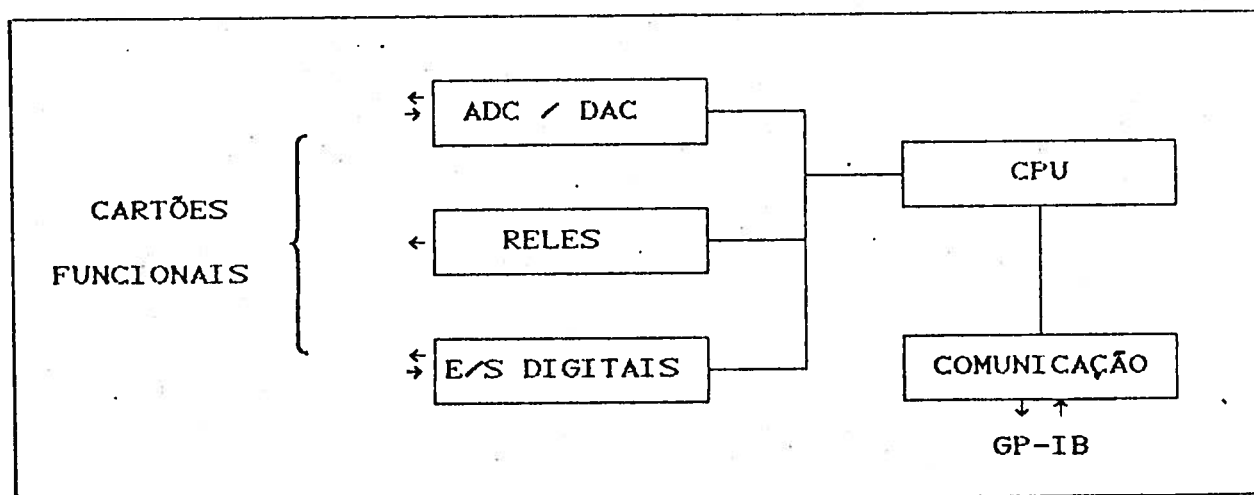 ADC / DAC
CPU
CARTÕES
FUNCIONAIS
RELES
E/S DIGITAIS
COMUNICAÇÃO
GP-IB